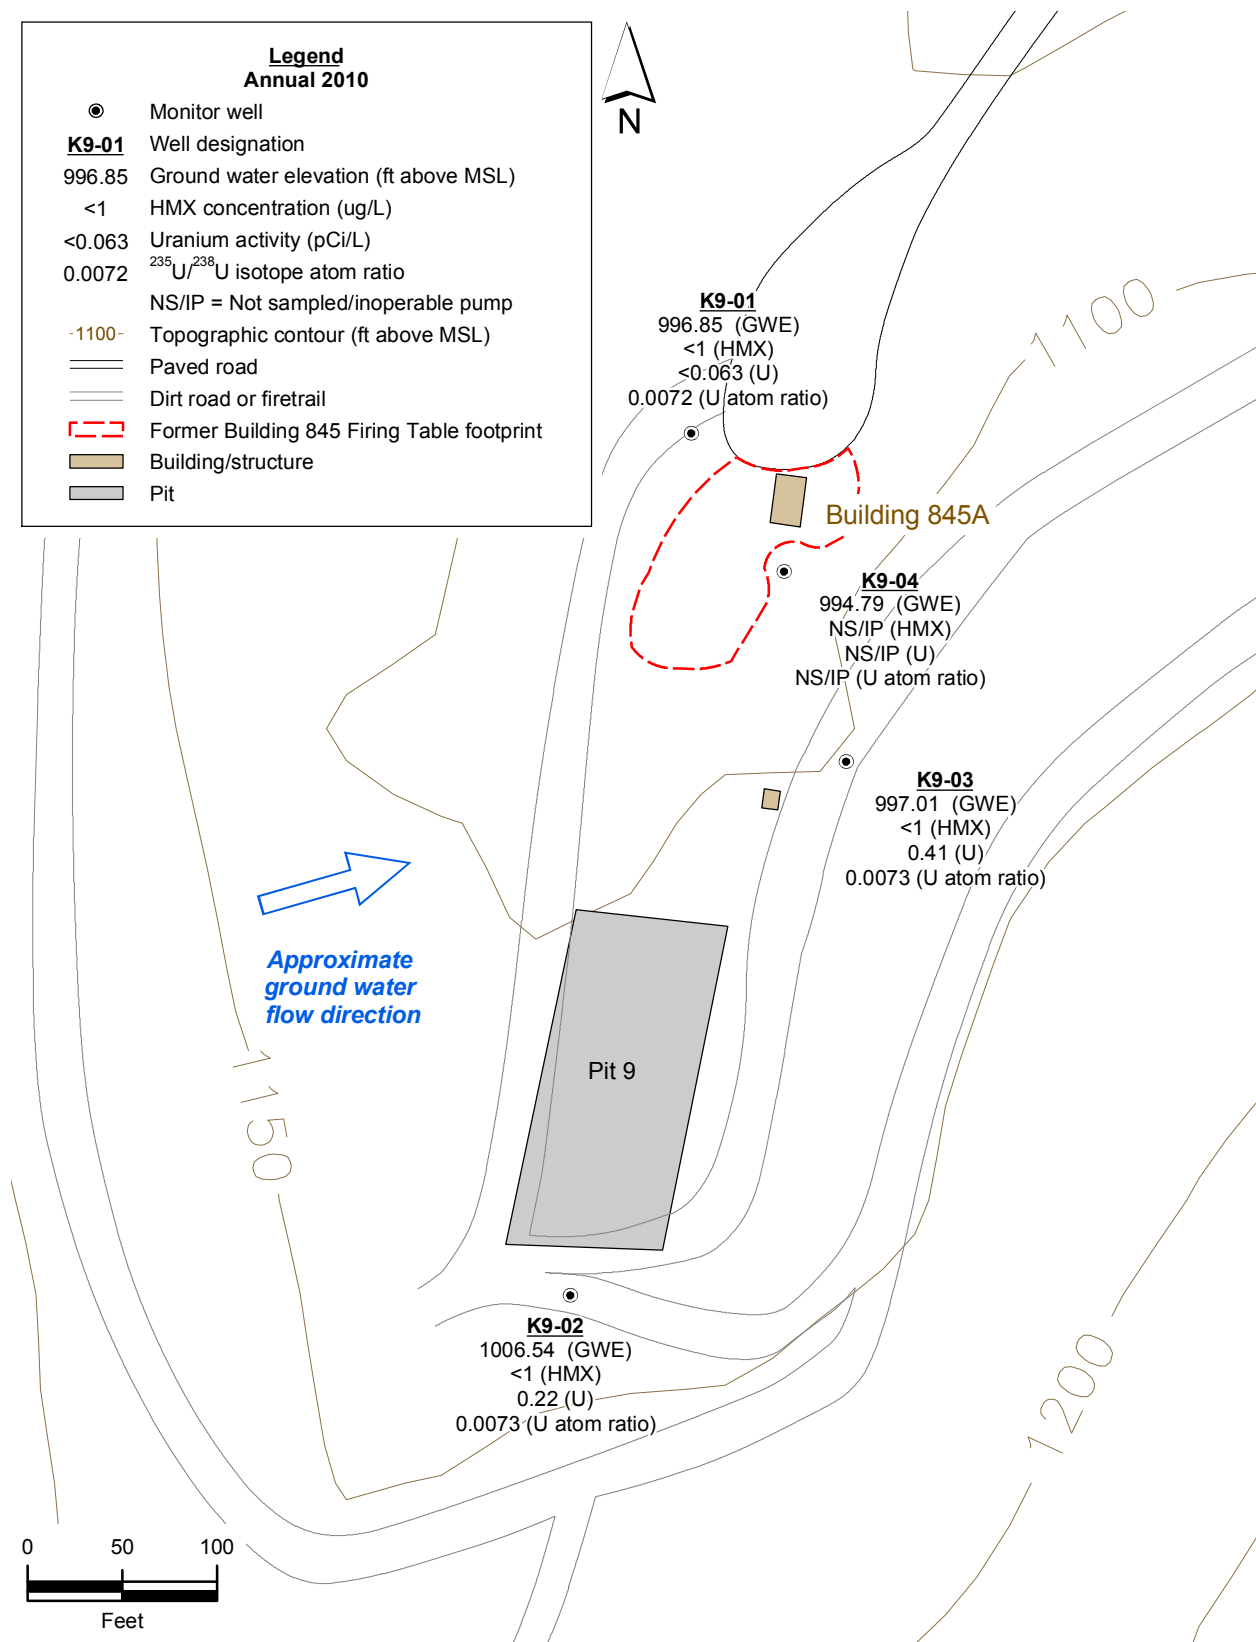 Legend
Annual 2010
Monitor well
K9-01 Well designation
996.85 Ground water elevation (ft above MSL)
<1 HMX concentration (ug/L)
<0.063 Uranium activity (pCi/L)
0.0072 235U/238U isotope atom ratio
NS/IP = Not sampled/inoperable pump
-1100- Topographic contour (ft above MSL)
Paved road
Dirt road or firetrail
Former Building 845 Firing Table footprint
Building/structure
Pit
N
1100
K9-01
996.85 (GWE)
<1 (HMX)
<0.063 (U)
0.0072 (U atom ratio)
Building 845A
K9-04
994.79 (GWE)
NS/IP (HMX)
NS/IP (U)
NS/IP (U atom ratio)
K9-03
997.01 (GWE)
<1 (HMX)
0.41 (U)
0.0073 (U atom ratio)
Approximate
ground water
flow direction
1150
Pit 9
K9-02
1006.54 (GWE)
<1 (HMX)
0.22 (U)
0.0073 (U atom ratio)
1200
0 50 100
Feet